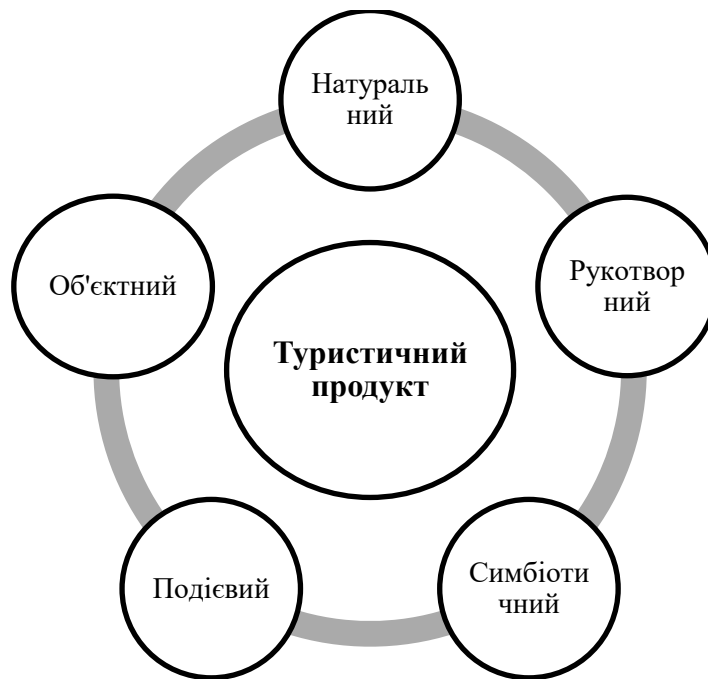 Натураль
ний
Рукотвор
ний
Симбіоти
чний
Подієвий
Об'єктний
Туристичний
продукт